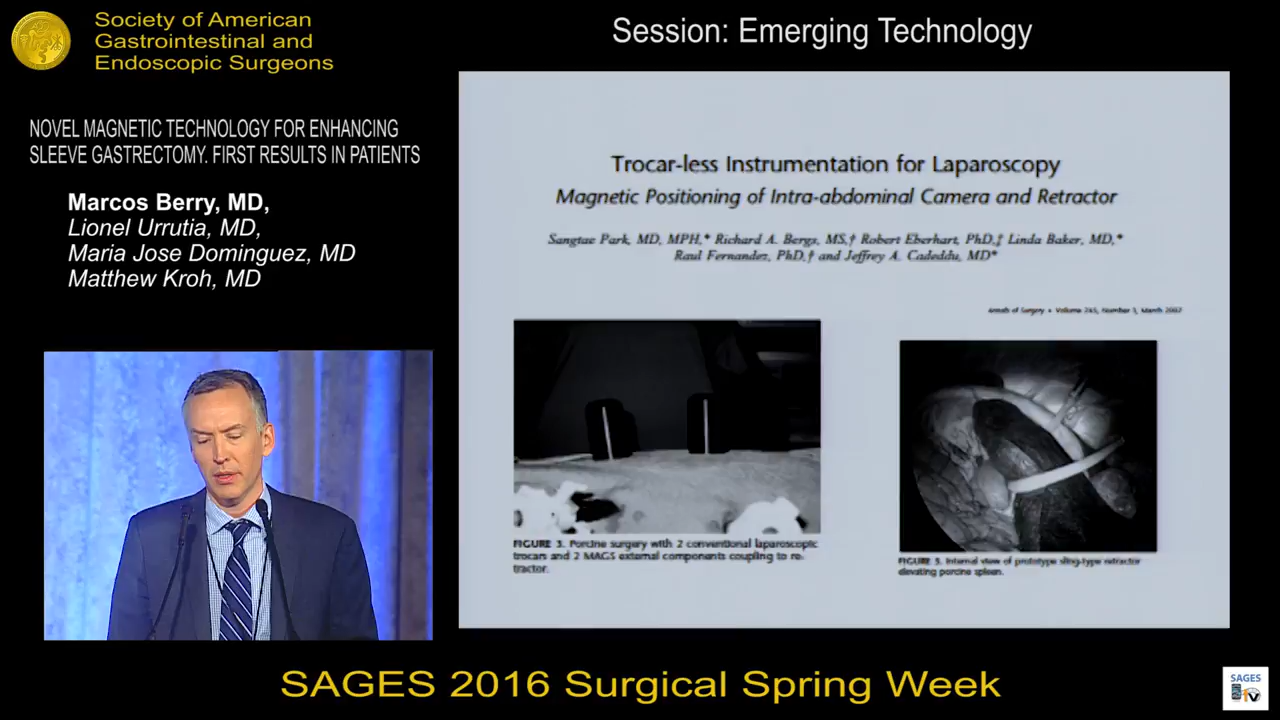 Society of American
Gastrointestinal and
Endoscopic Surgeons
Session: Emerging Technology
NOVEL MAGNETIC TECHNOLOGY FOR ENHANCING
SLEEVE GASTRECTOMY. FIRST RESULTS IN PATIENTS
Marcos Berry, MD,
Lionel Urrutia, MD,
Maria Jose Dominguez, MD
Matthew Kroh, MD
Trocar-less Instrumentation for Laparoscopy
Magnetic Positioning of Intra-abdominal Camera and Retractor
Sangtae Park, MD, MPH,* Richard A. Bergs, MS,† Robert Eberhart, PhD,‡ Linda Baker, MD,*
Raul Fernandez, PhD,† and Jeffrey A. Cadeddu, MD*
Annals of Surgery • Volume 245, Number 3, March 2007
FIGURE 3. Porcine surgery with 2 conventional laparoscopic
trocars and 2 MAGS external components coupling to re-
tractor.
FIGURE 5. Internal view of prototype sling-type retractor
elevating porcine spleen.
SAGES 2016 Surgical Spring Week
SAGES
TV